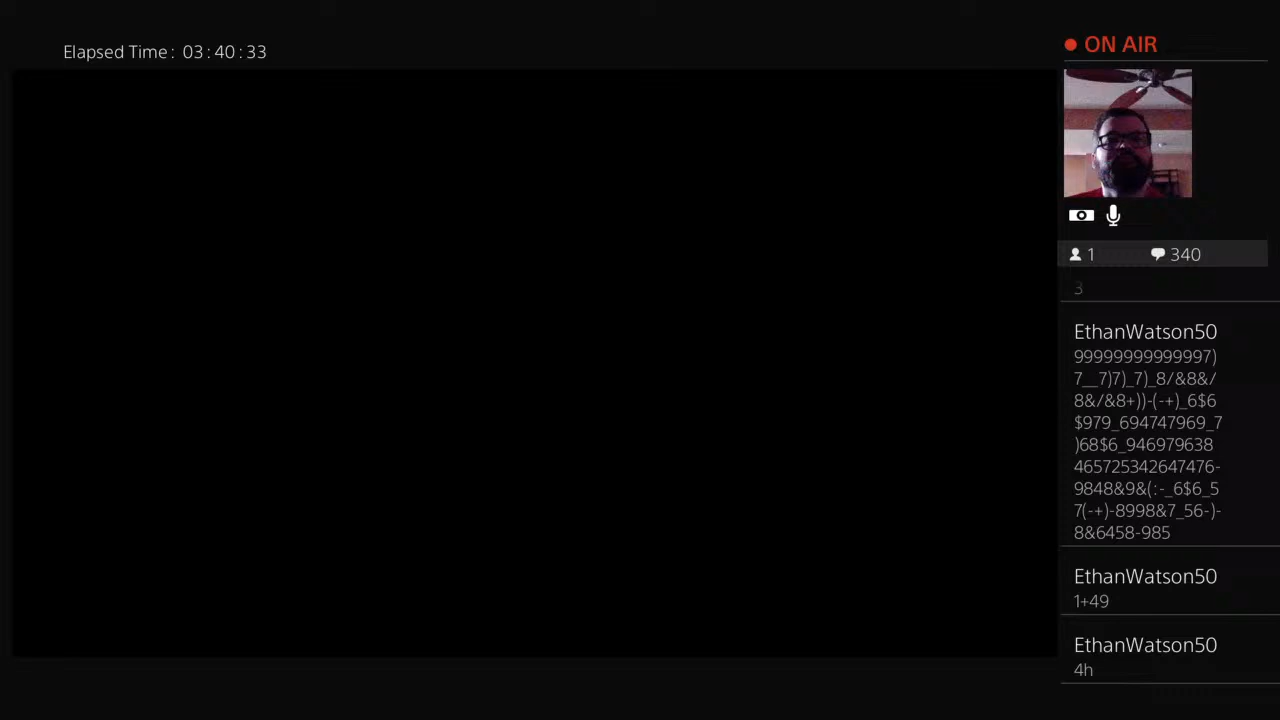 Elapsed Time: 03:40:33
ON AIR
1 340
3
EthanWatson50
99999999999997)
7__7)7)_7)_8/&8&/
8&/&8+))-(-+)_6$6
$979_694747969_7
)68$6_946979638
465725342647476-
9848&9&(:-_6$6_5
7(-+)-8998&7_56-)-
8&6458-985
EthanWatson50
1+49
EthanWatson50
4h